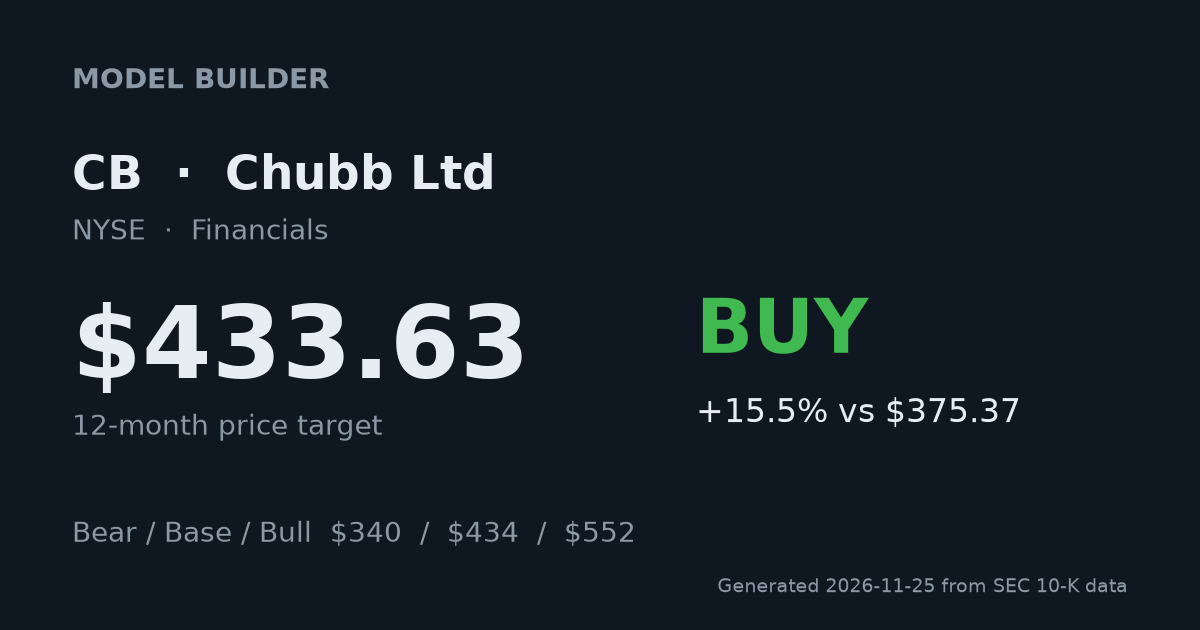 MODEL BUILDER
CB · Chubb Ltd
NYSE · Financials
$433.63
12-month price target
BUY
+15.5% vs $375.37
Bear / Base / Bull $340 / $434 / $552
Generated 2026-11-25 from SEC 10-K data